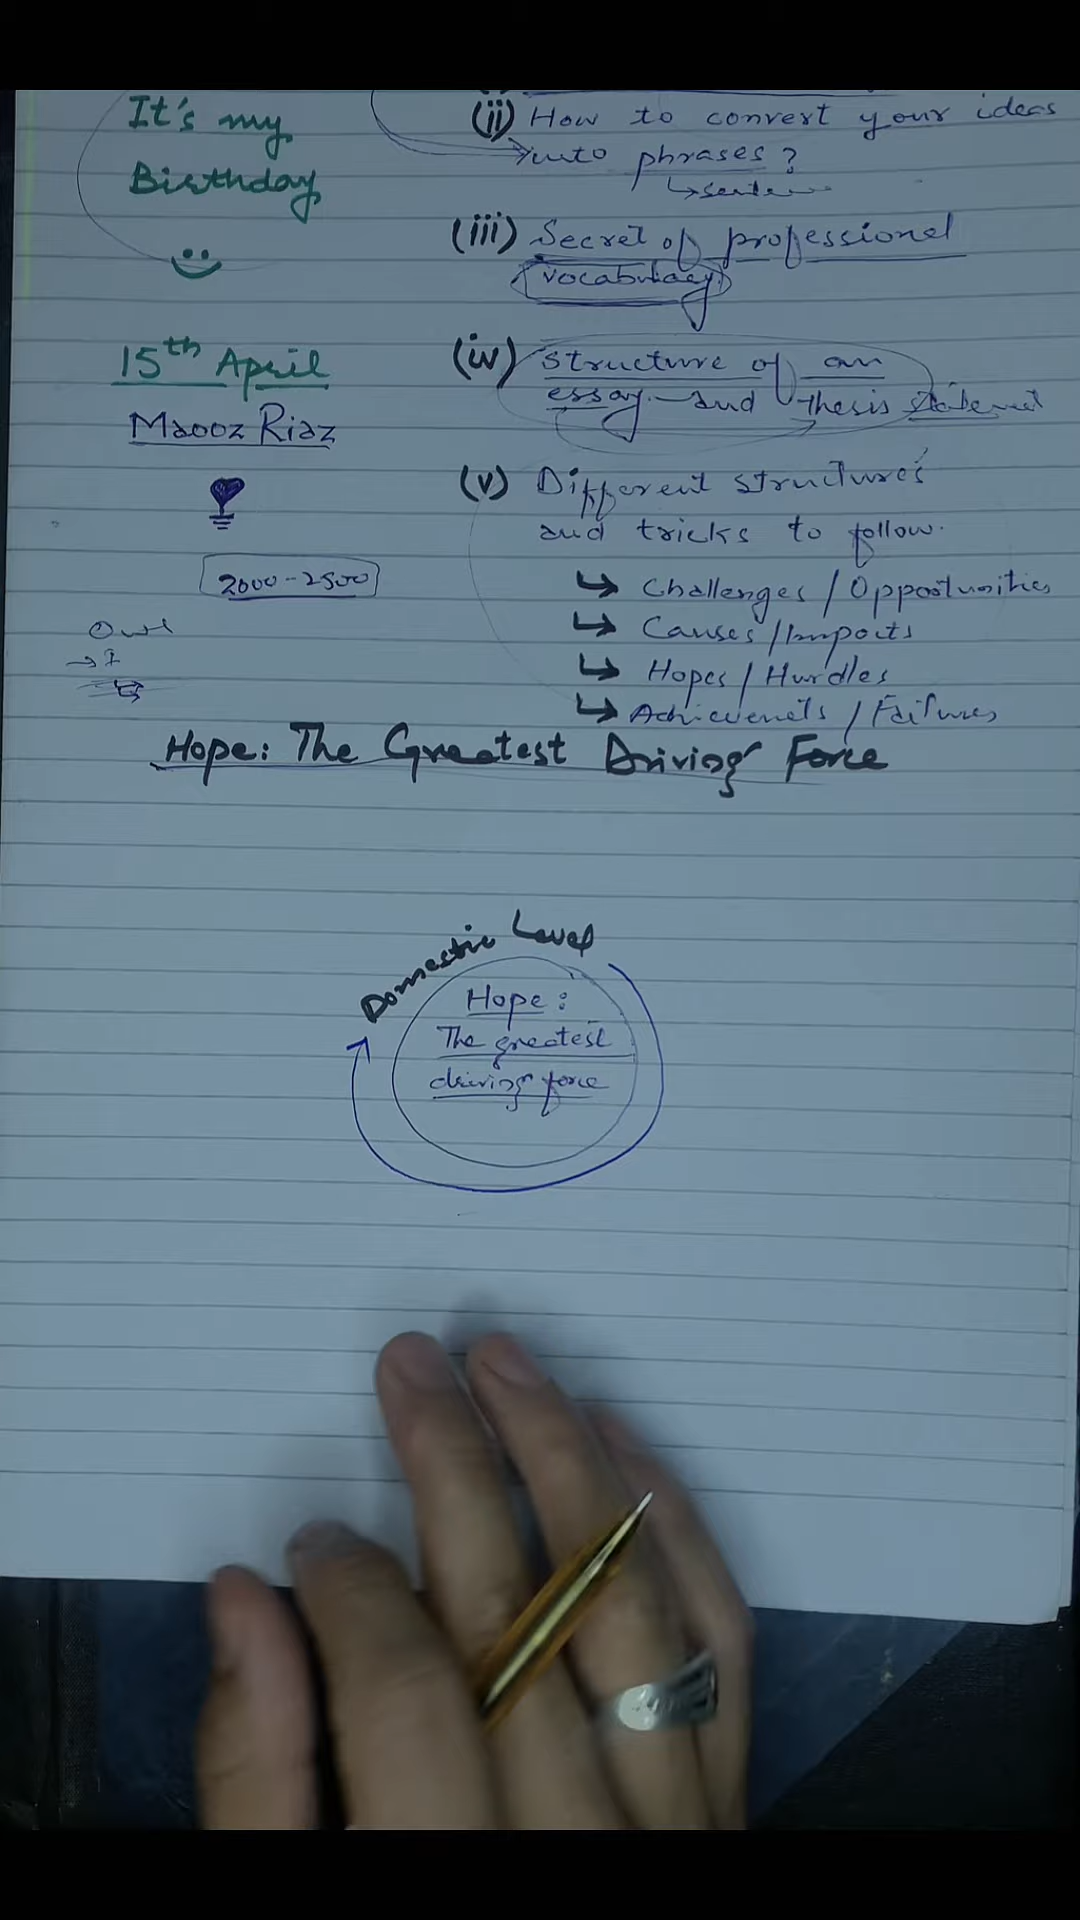 It's my
Birthday
15th April
Maooz Riaz
2000-2500
(ii) How to convert your ideas
into phrases?
(iii) Secret of professional
vocabulary
(iv) Structure of an
essay and thesis statement
(v) Different structures
and tricks to follow.
↳ Challenges / Opportunities
↳ Causes / Impacts
↳ Hopes / Hurdles
↳ Achievements / Failures
Hope: The Greatest Driving Force
Domestic Level
Hope:
The greatest
driving force